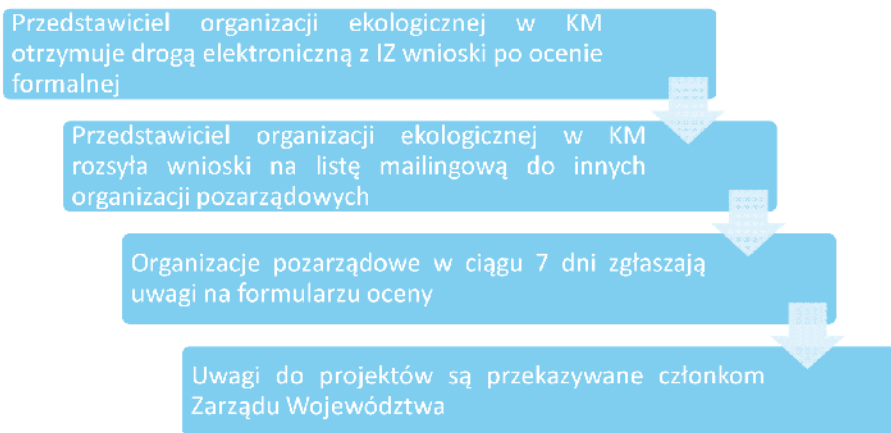 Przedstawiciel organizacji ekologicznej w KM
otrzymuje drogą elektroniczną z IZ wnioski po ocenie
formalnej
Przedstawiciel organizacji ekologicznej w KM
rozsyła wnioski na listę mailingową do innych
organizacji pozarządowych
Organizacje pozarządowe w ciągu 7 dni zgłaszają
uwagi na formularzu oceny
Uwagi do projektów są przekazywane członkom
Zarządu Województwa